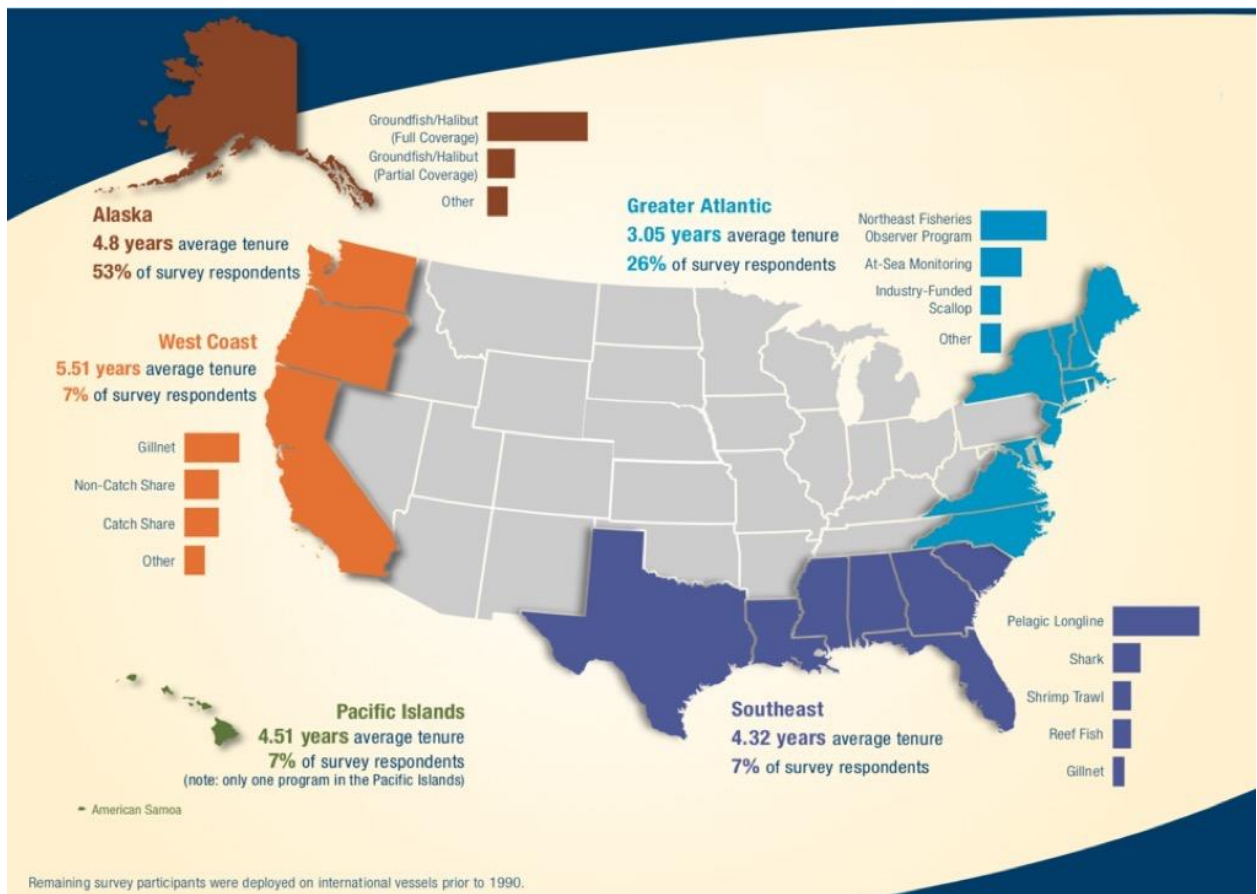 Groundfish/Halibut
(Full Coverage)
Groundfish/Halibut
(Partial Coverage)
Other
Alaska
4.8 years average tenure
53% of survey respondents
Greater Atlantic
3.05 years average tenure
26% of survey respondents
Northeast Fisheries
Observer Program
At-Sea Monitoring
Industry-Funded
Scallop
Other
West Coast
5.51 years average tenure
7% of survey respondents
Gillnet
Non-Catch Share
Catch Share
Other
Pacific Islands
4.51 years average tenure
7% of survey respondents
(note: only one program in the Pacific Islands)
American Samoa
Southeast
4.32 years average tenure
7% of survey respondents
Pelagic Longline
Shark
Shrimp Trawl
Reef Fish
Gillnet
Remaining survey participants were deployed on international vessels prior to 1990.